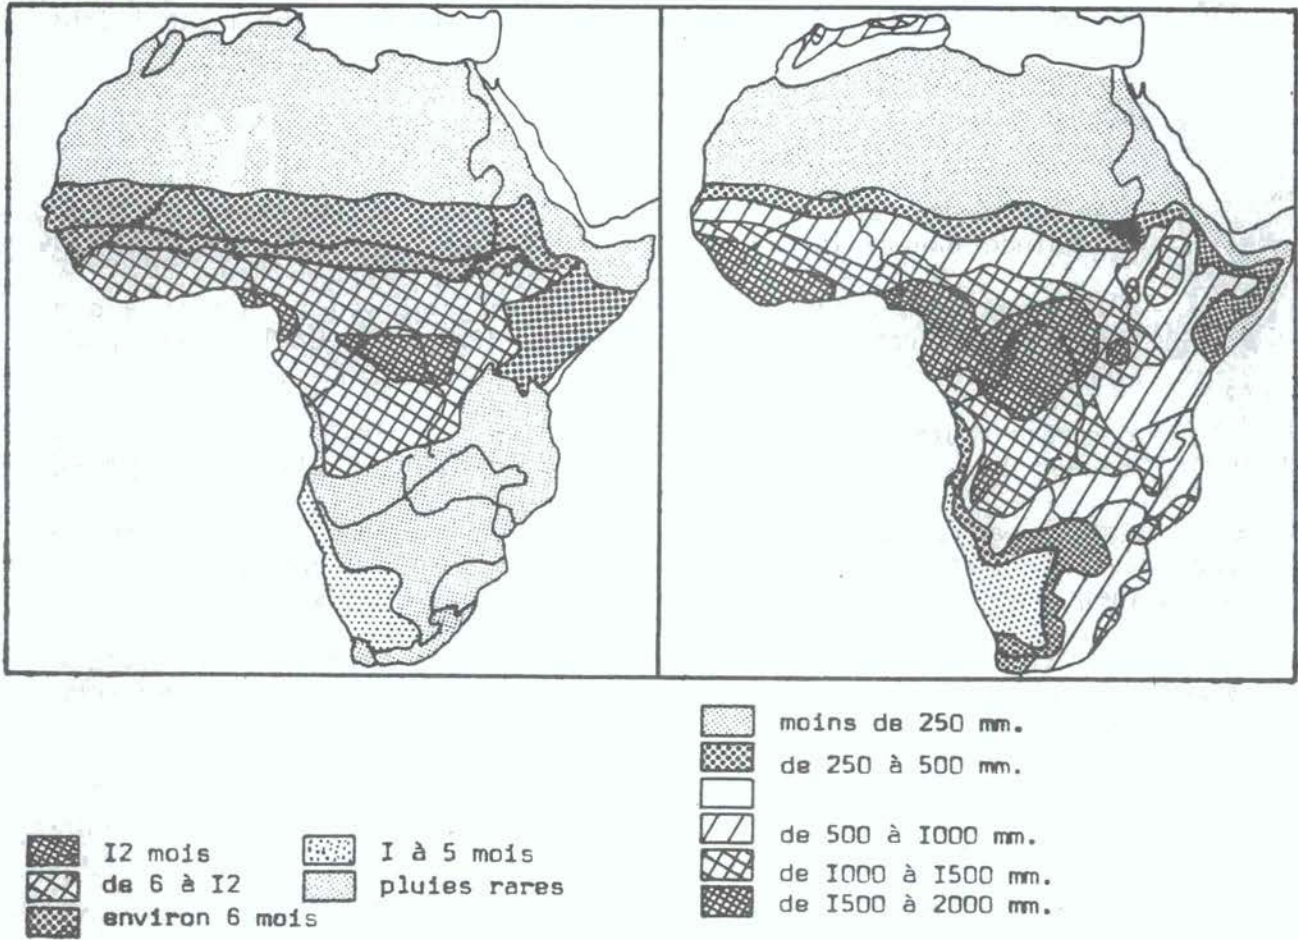 I2 mois
de 6 à I2
environ 6 mois
I à 5 mois
pluies rares
moins de 250 mm.
de 250 à 500 mm.
de 500 à I000 mm.
de I000 à I500 mm.
de I500 à 2000 mm.